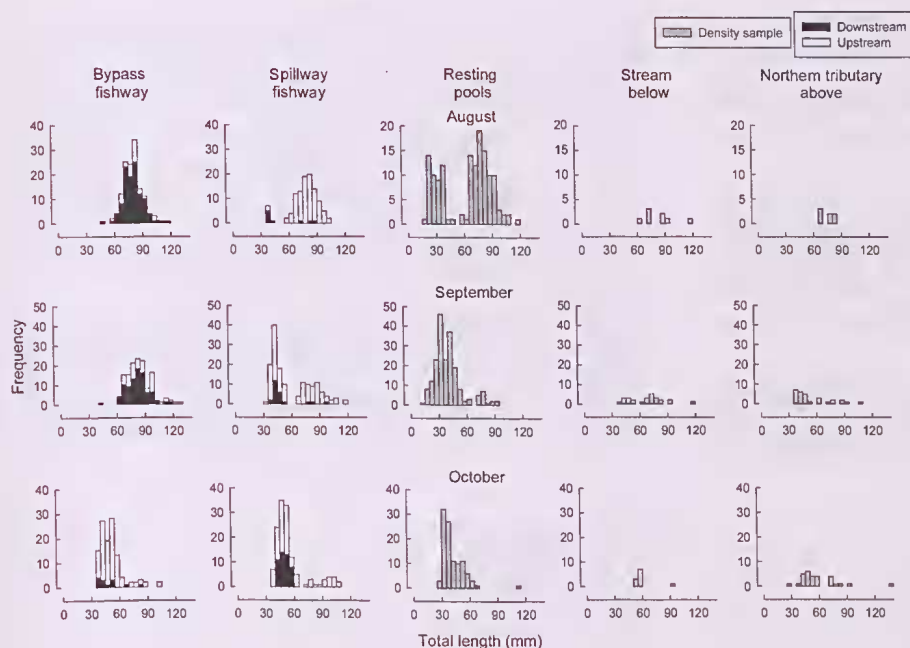 Density sample
Downstream
Upstream
Bypass fishway
Spillway fishway
Resting pools
Stream below
Northern tributary above
August
40
30
20
10
0
40
30
20
10
0
20
15
10
5
0
20
15
10
5
0
20
15
10
5
0
0 30 60 90 120
0 30 60 90 120
0 30 60 90 120
0 30 60 90 120
0 30 60 90 120
September
Frequency
50
40
30
20
10
0
50
40
30
20
10
0
50
40
30
20
10
0
50
40
30
20
10
0
50
40
30
20
10
0
0 30 60 90 120
0 30 60 90 120
0 30 60 90 120
0 30 60 90 120
0 30 60 90 120
October
40
30
20
10
0
40
30
20
10
0
40
30
20
10
0
40
30
20
10
0
40
30
20
10
0
0 30 60 90 120
0 30 60 90 120
0 30 60 90 120
0 30 60 90 120
0 30 60 90 120
Total length (mm)